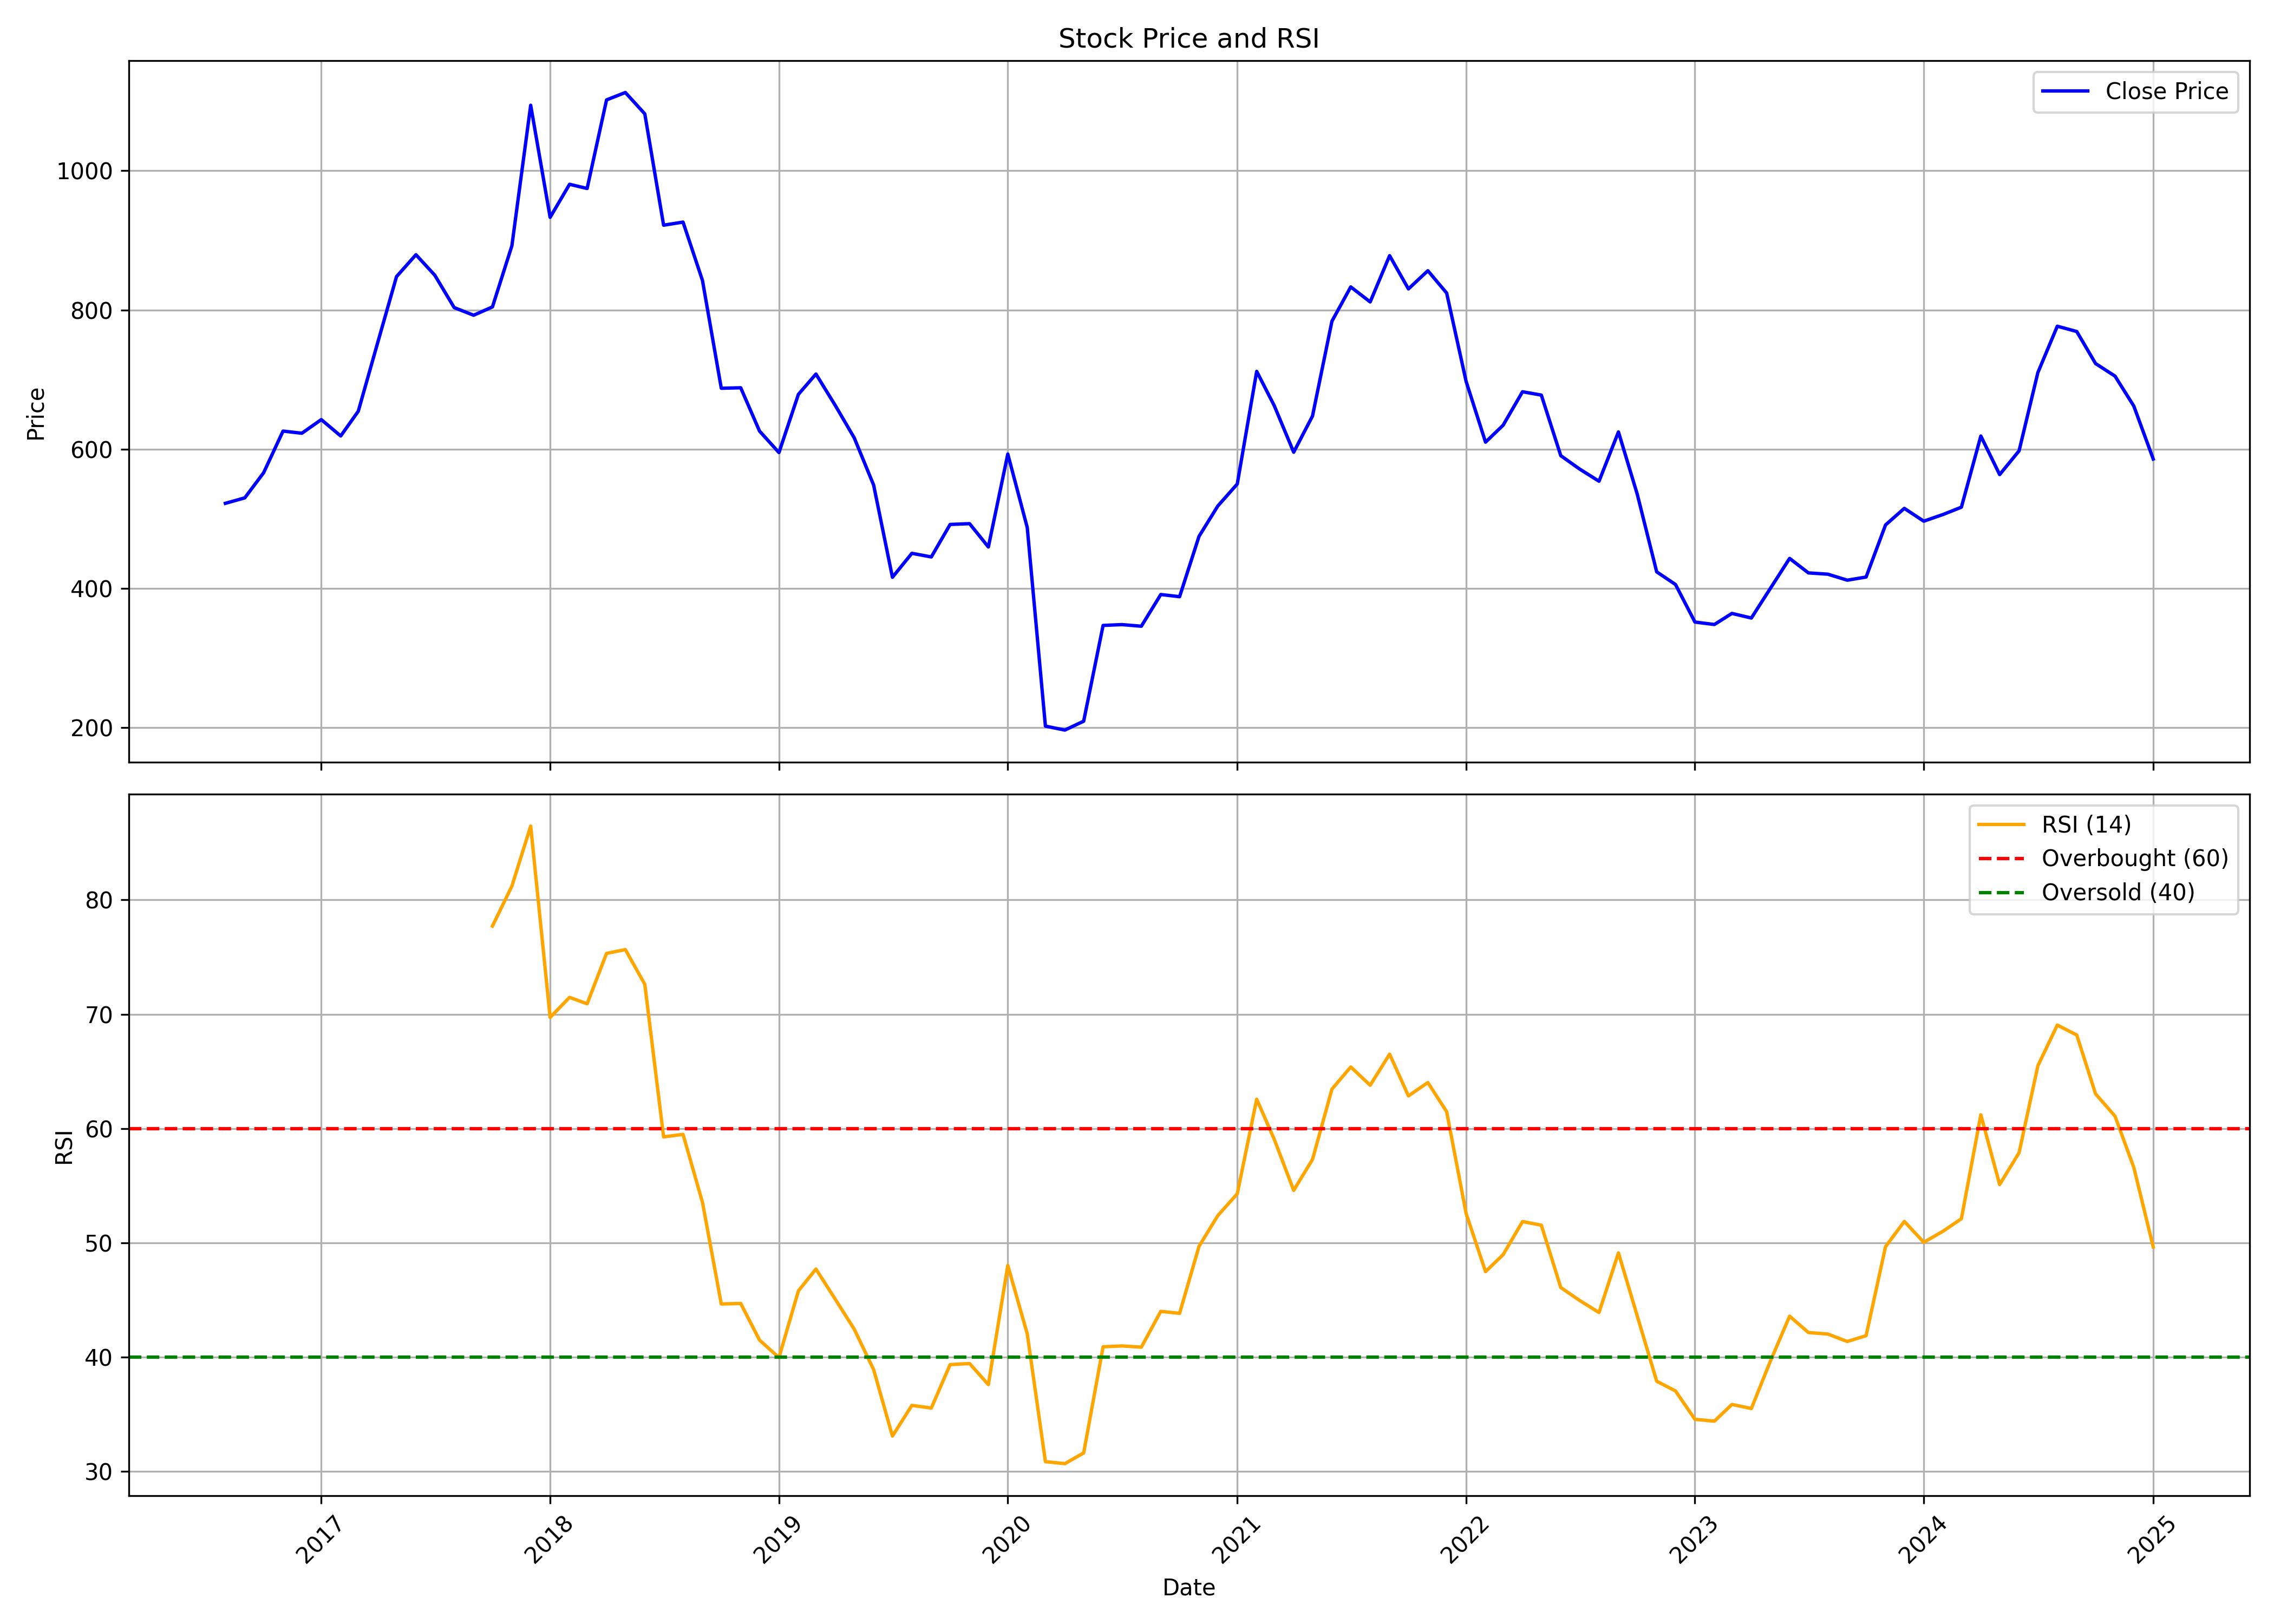 Stock Price and RSI
Close Price
Price
1000
800
600
400
200
RSI (14)
Overbought (60)
Oversold (40)
RSI
80
70
60
50
40
30
2017
2018
2019
2020
2021
2022
2023
2024
2025
Date